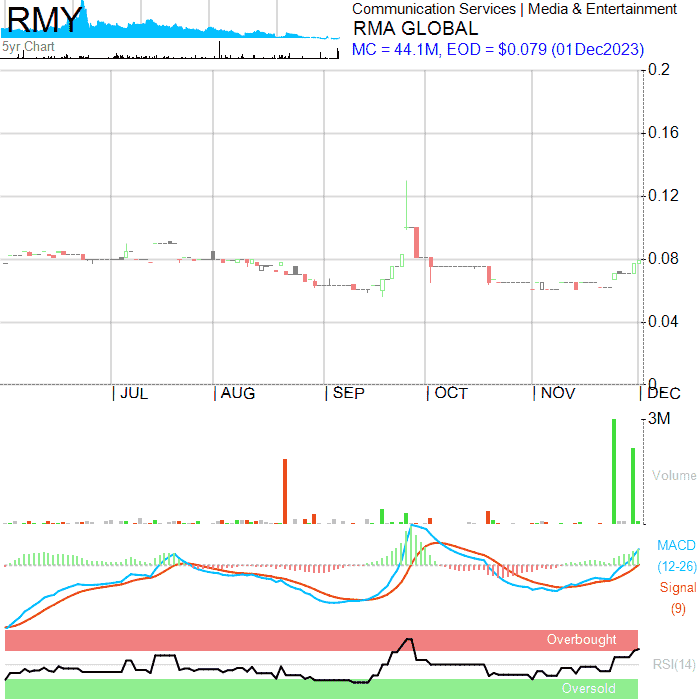 RMY
5yr Chart
Communication Services | Media & Entertainment
RMA GLOBAL
MC = 44.1M, EOD = $0.079 (01Dec2023)
0.2
0.16
0.12
0.08
0.04
0
JUL
AUG
SEP
OCT
NOV
DEC
3M
Volume
MACD
(12-26)
Signal
(9)
Overbought
RSI(14)
Oversold